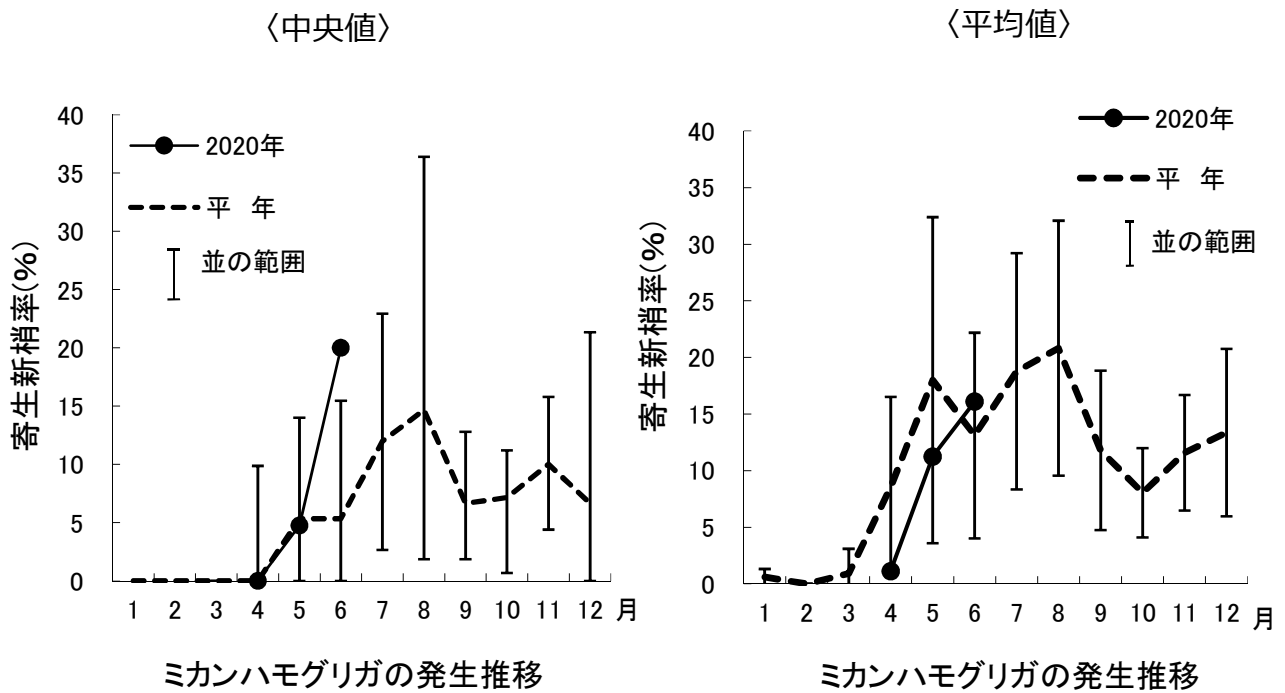 〈中央値〉
40
35
30
25
20
15
10
5
0
寄生新梢率(%)
2020年
平　年
並の範囲
1 2 3 4 5 6 7 8 9 10 11 12 月
ミカンハモグリガの発生推移
〈平均値〉
40
35
30
25
20
15
10
5
0
寄生新梢率(%)
2020年
平　年
並の範囲
1 2 3 4 5 6 7 8 9 10 11 12 月
ミカンハモグリガの発生推移